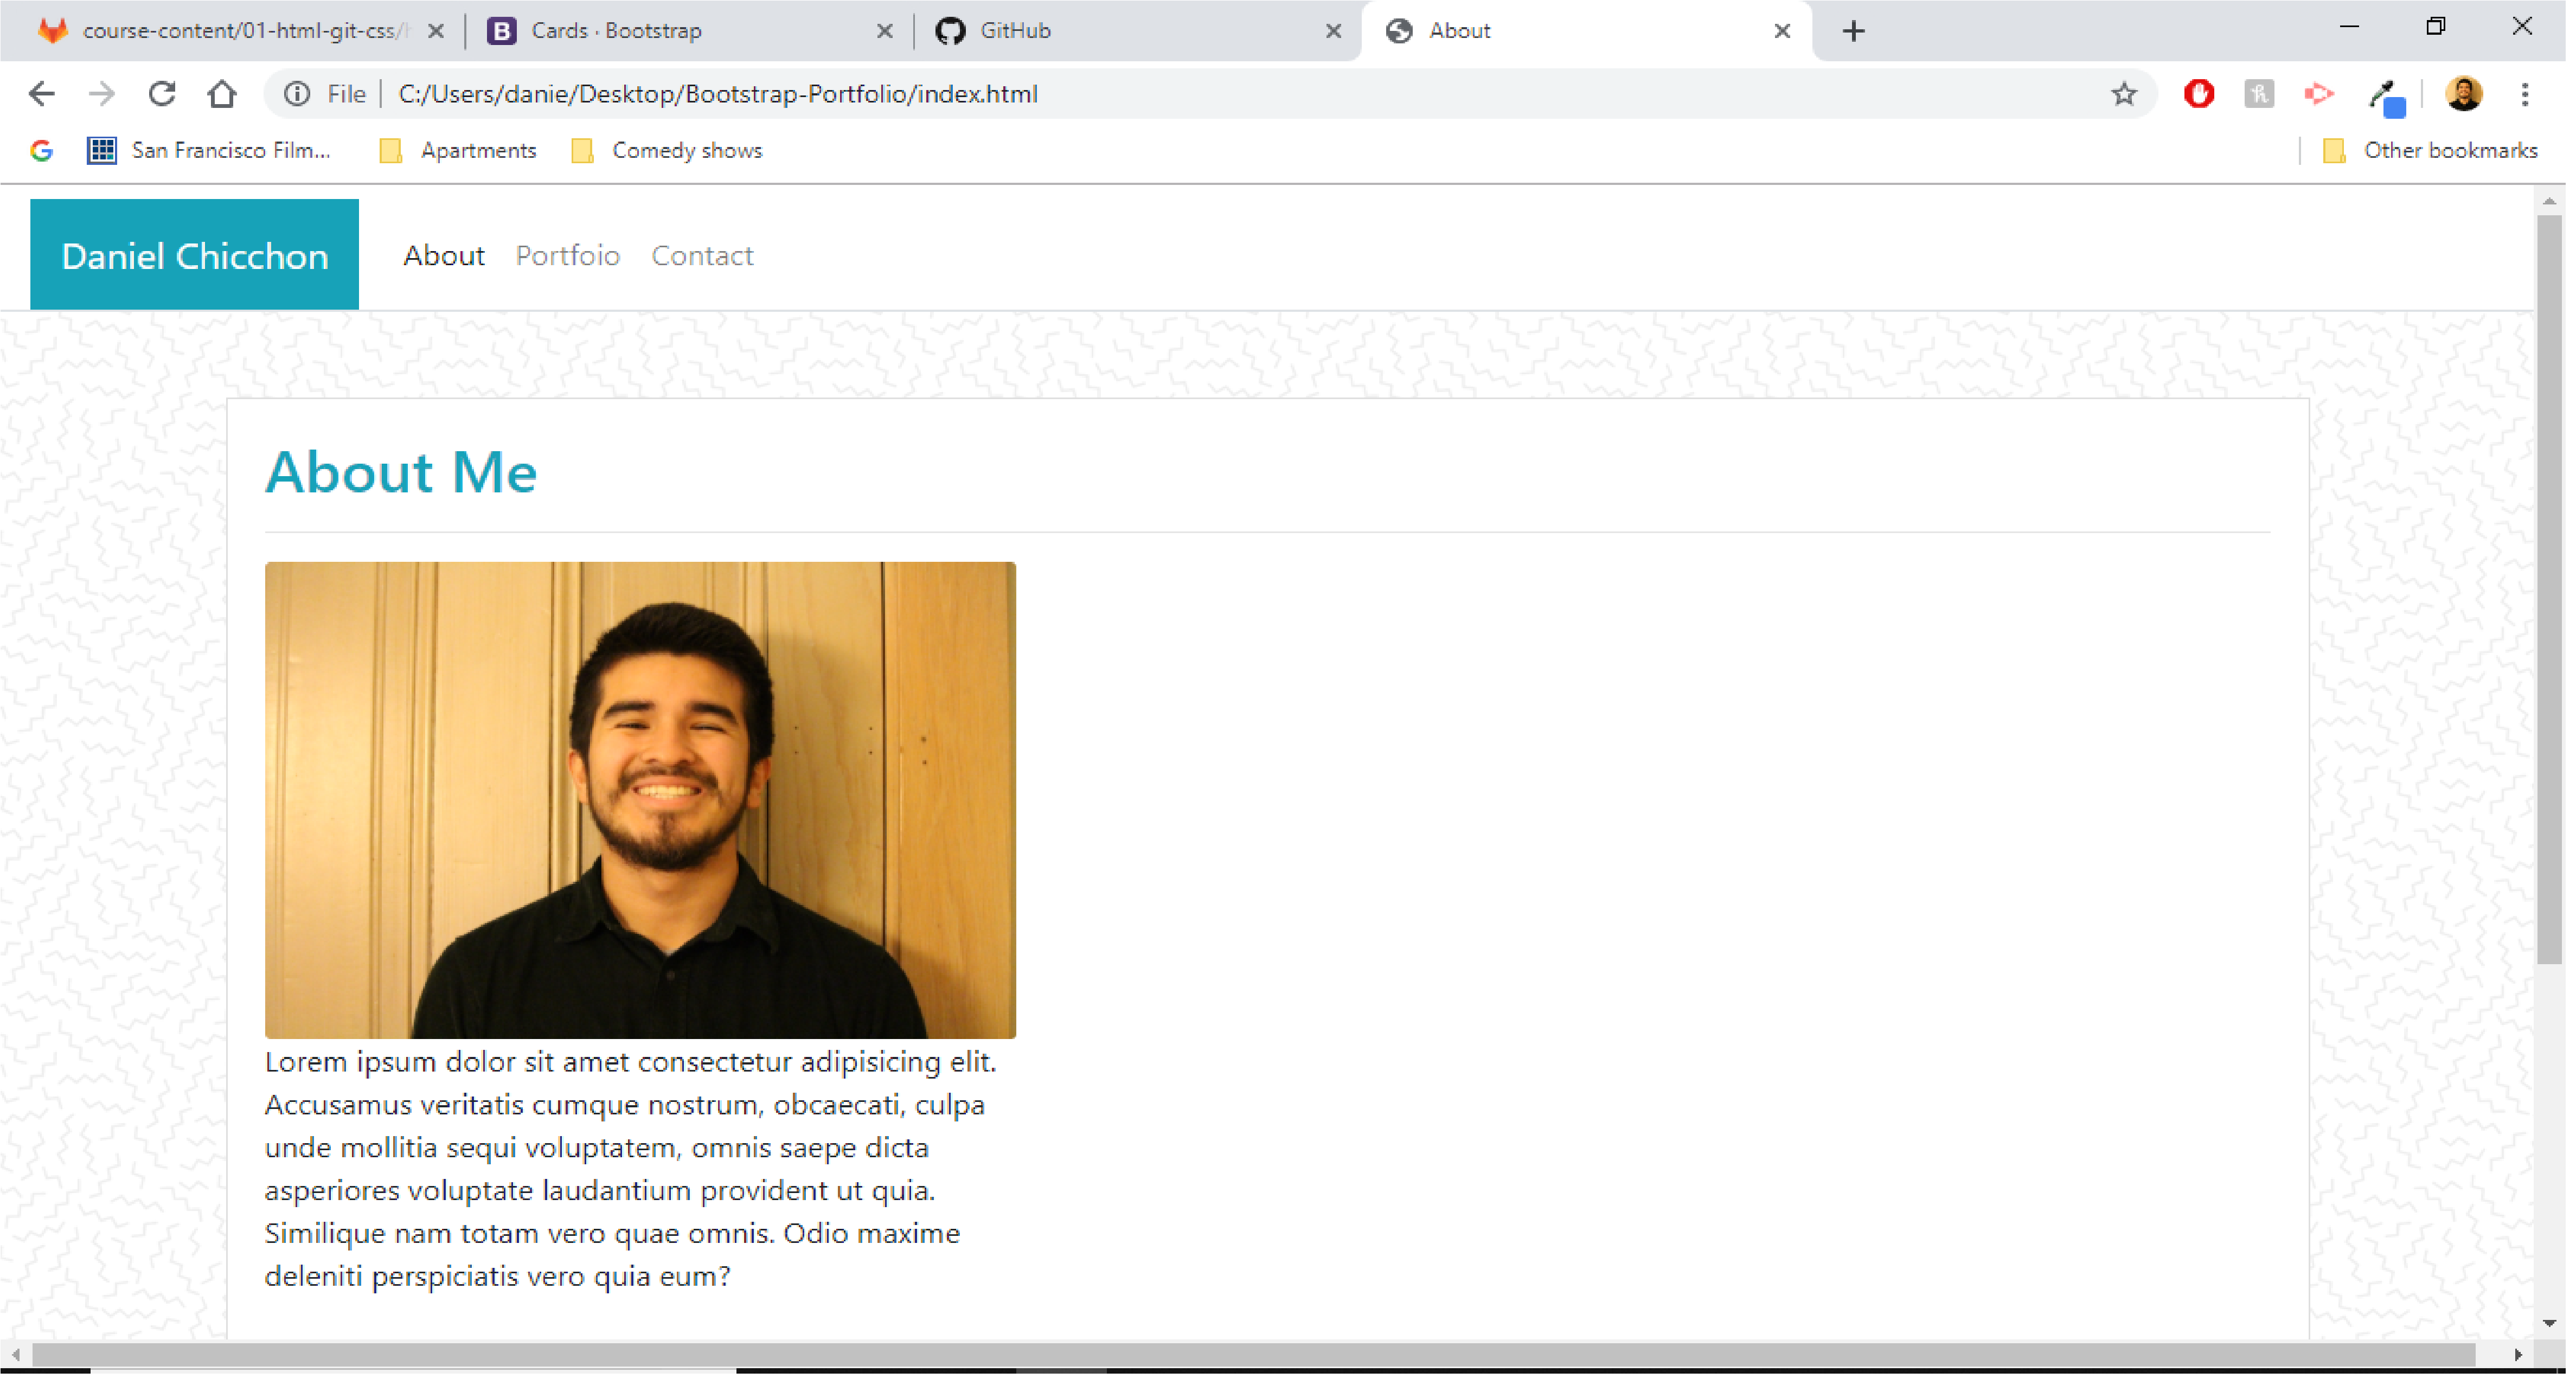 course-content/01-html-git-css/
Cards · Bootstrap
GitHub
About
File
C:/Users/danie/Desktop/Bootstrap-Portfolio/index.html
San Francisco Film...
Apartments
Comedy shows
Other bookmarks
Daniel Chicchon
About Portfoio Contact
About Me
Lorem ipsum dolor sit amet consectetur adipisicing elit.
Accusamus veritatis cumque nostrum, obcaecati, culpa
unde mollitia sequi voluptatem, omnis saepe dicta
asperiores voluptate laudantium provident ut quia.
Similique nam totam vero quae omnis. Odio maxime
deleniti perspiciatis vero quia eum?